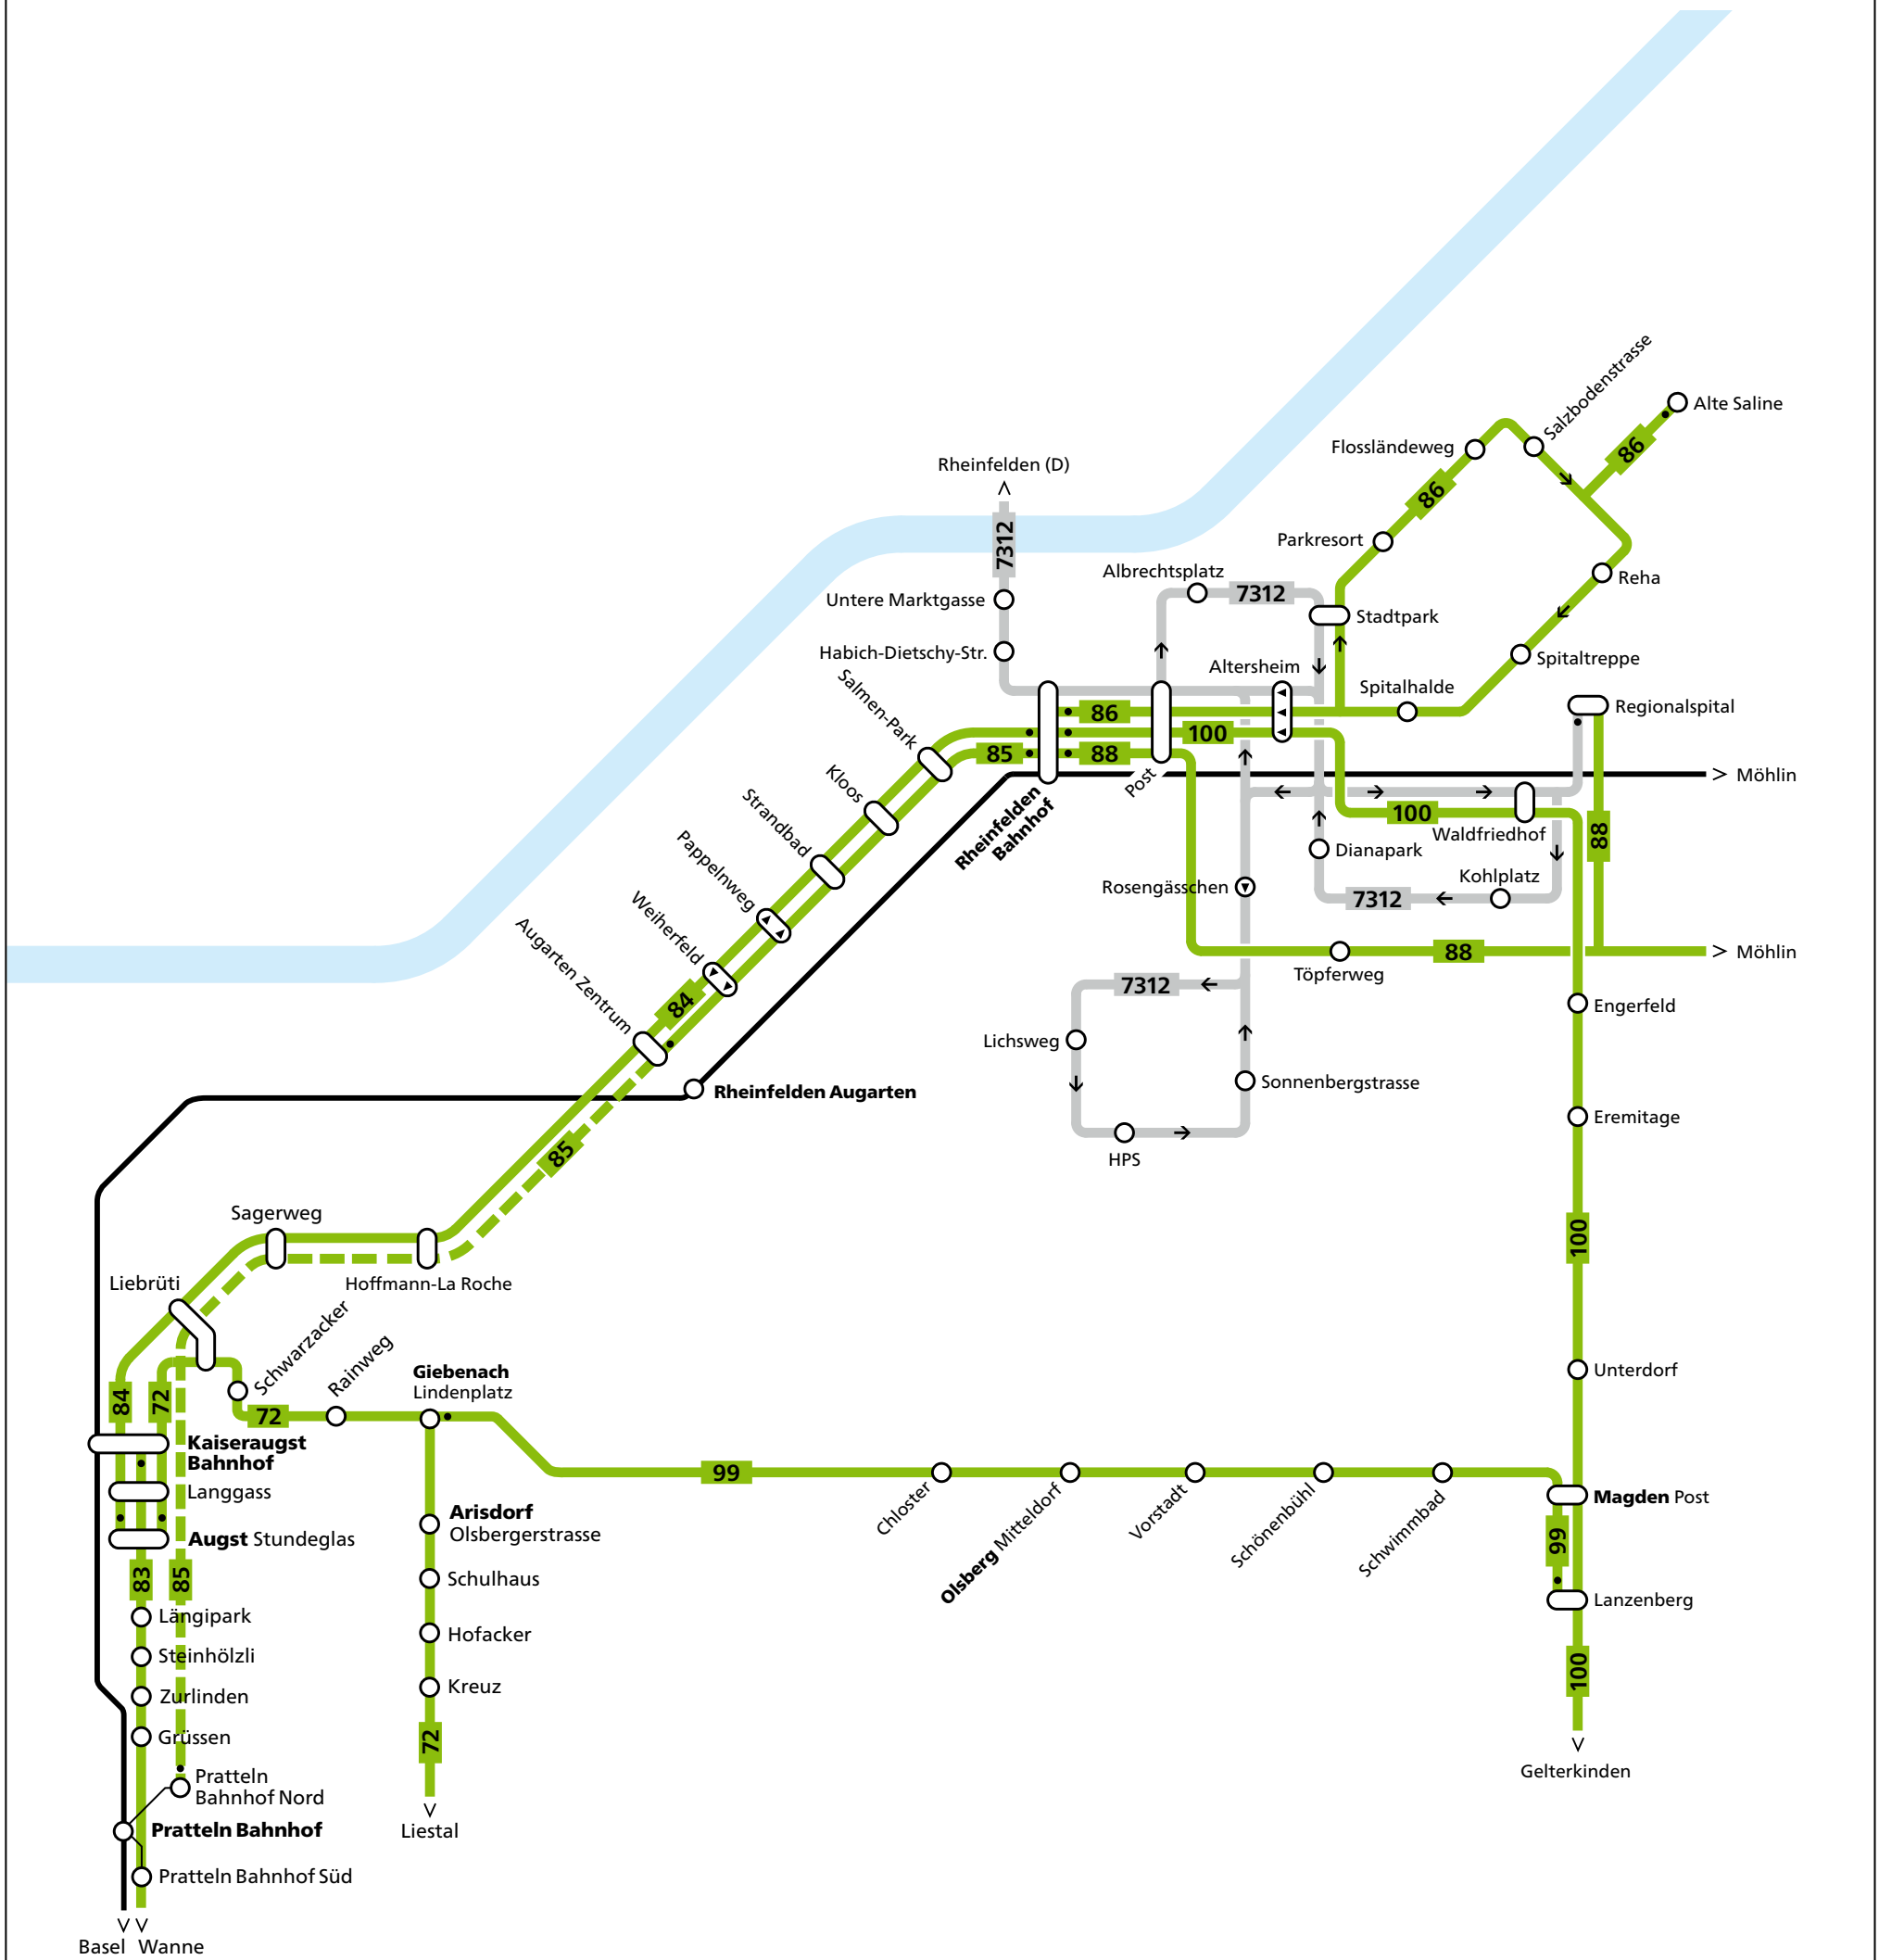 Salzbodenstrasse
Alte Saline
86
Flossländeweg
Rheinfelden (D)
86
7312
Parkresort
Albrechtsplatz
7312
Reha
Untere Marktgasse
Stadtpark
Habich-Dietschy-Str.
Altersheim
Spitaltreppe
Spitalhalde
Regionalspital
Salmen-Park
86
100
85
88
Kloos
Post
Möhlin
Strandbad
Rheinfelden
Bahnhof
100
Waldfriedhof
88
Pappelnweg
Dianapark
Kohlplatz
Rosengässchen
7312
Weiherfeld
Augarten Zentrum
88
Möhlin
Töpferweg
84
7312
Engerfeld
Lichsweg
Sonnenbergstrasse
Rheinfelden Augarten
Eremitage
85
HPS
Sagerweg
100
Liebrüti
Hoffmann-La Roche
Schwarzacker
Rainweg
Giebenach
Lindenplatz
Unterdorf
84
72
72
Kaiseraugst
Bahnhof
99
Langgass
Chloster
Olsberg Mitteldorf
Vorstadt
Schönenbühl
Schwimmbad
Magden Post
Arisdorf
Olsbergerstrasse
Augst Stundeglas
99
83
85
Schulhaus
Lanzenberg
Längipark
Hofacker
Steinhölzli
100
Kreuz
Zurlinden
Grüssen
72
Pratteln
Bahnhof Nord
Gelterkinden
Pratteln Bahnhof
Liestal
Pratteln Bahnhof Süd
Basel
Wanne